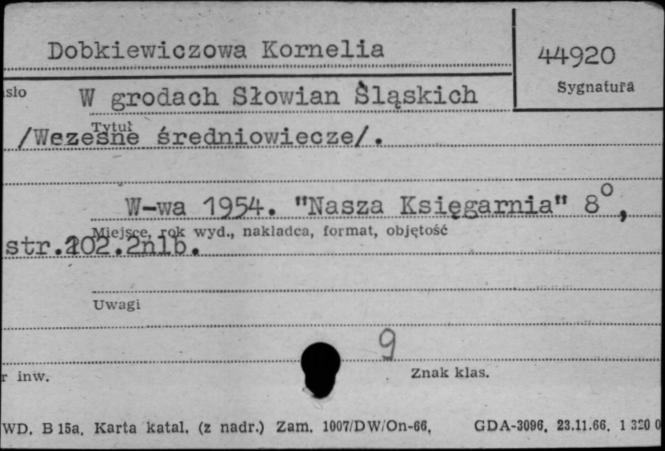 Dobkiewiczowa Kornelia
44920
Sygnatura
sło W grodach Słowian Śląskich
Tytuł
/Wczesne średniowiecze/.
W-wa 1954. "Nasza Księgarnia" 8°,
Miejsce, rok wyd., nakładca, format, objętość
str.102.2nlb.
Uwagi
9
r inw.
Znak klas.
WD. B 15a. Karta katal. (z nadr.) Zam. 1007/DW/On-66. GDA-3096. 23.11.66. 1 320 0